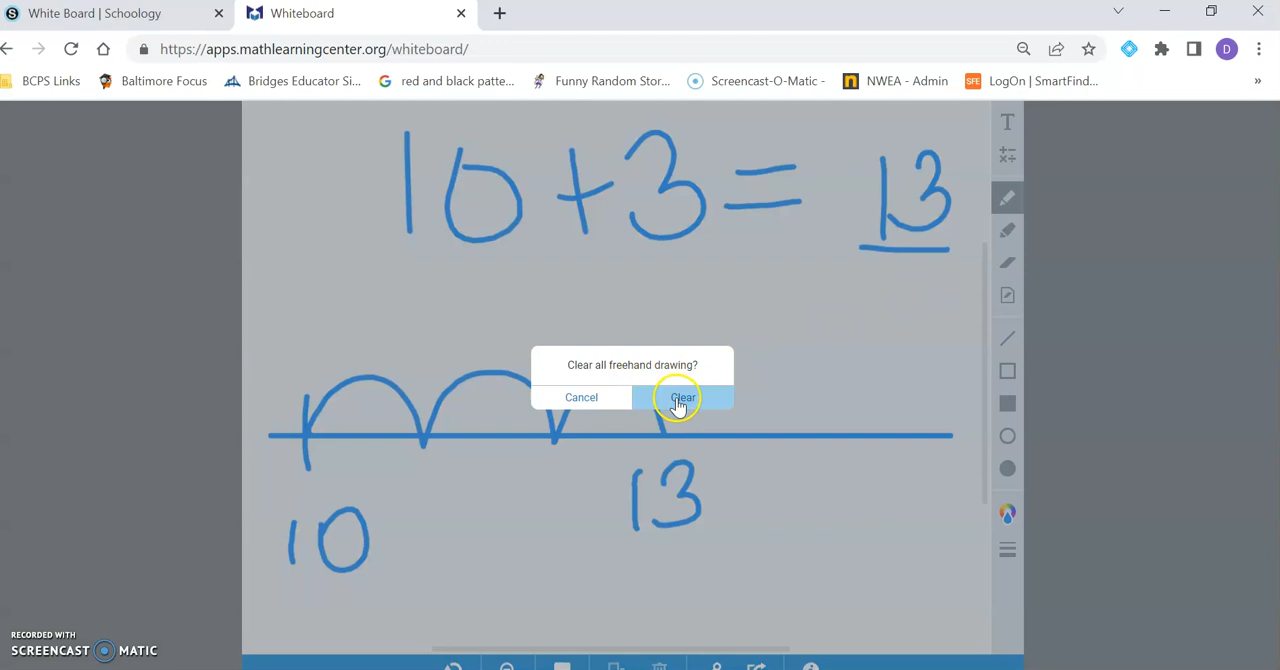 White Board | Schoology
Whiteboard
https://apps.mathlearningcenter.org/whiteboard/
D
BCPS Links
Baltimore Focus
Bridges Educator Si...
G red and black patte...
Funny Random Stor...
Screencast-O-Matic -
n NWEA - Admin
SFE LogOn | SmartFind...
»
T
10+3= 13
Clear all freehand drawing?
Cancel Clear
13
10
RECORDED WITH
SCREENCAST O MATIC